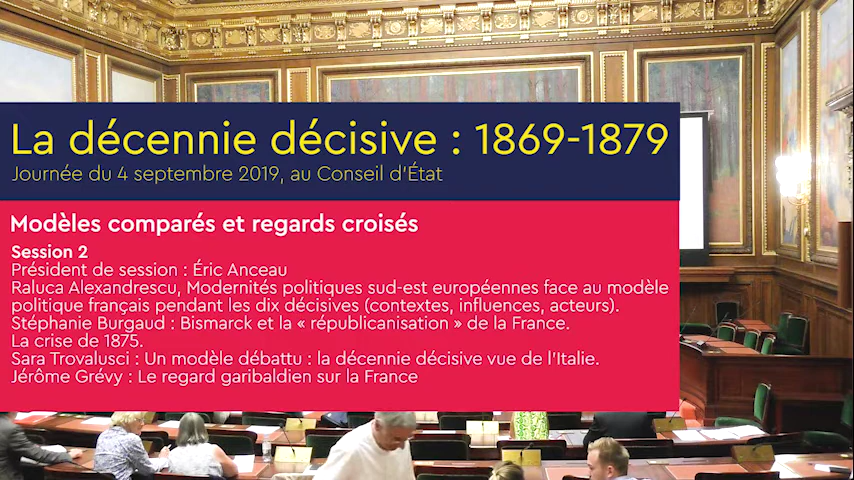 La décennie décisive : 1869-1879
Journée du 4 septembre 2019, au Conseil d'État
Modèles comparés et regards croisés
Session 2
Président de session : Éric Anceau
Raluca Alexandrescu, Modernités politiques sud-est européennes face au modèle
politique français pendant les dix décisives (contextes, influences, acteurs).
Stéphanie Burgaud : Bismarck et la « républicanisation » de la France.
La crise de 1875.
Sara Trovalusci : Un modèle débattu : la décennie décisive vue de l'Italie.
Jérôme Grévy : Le regard garibaldien sur la France